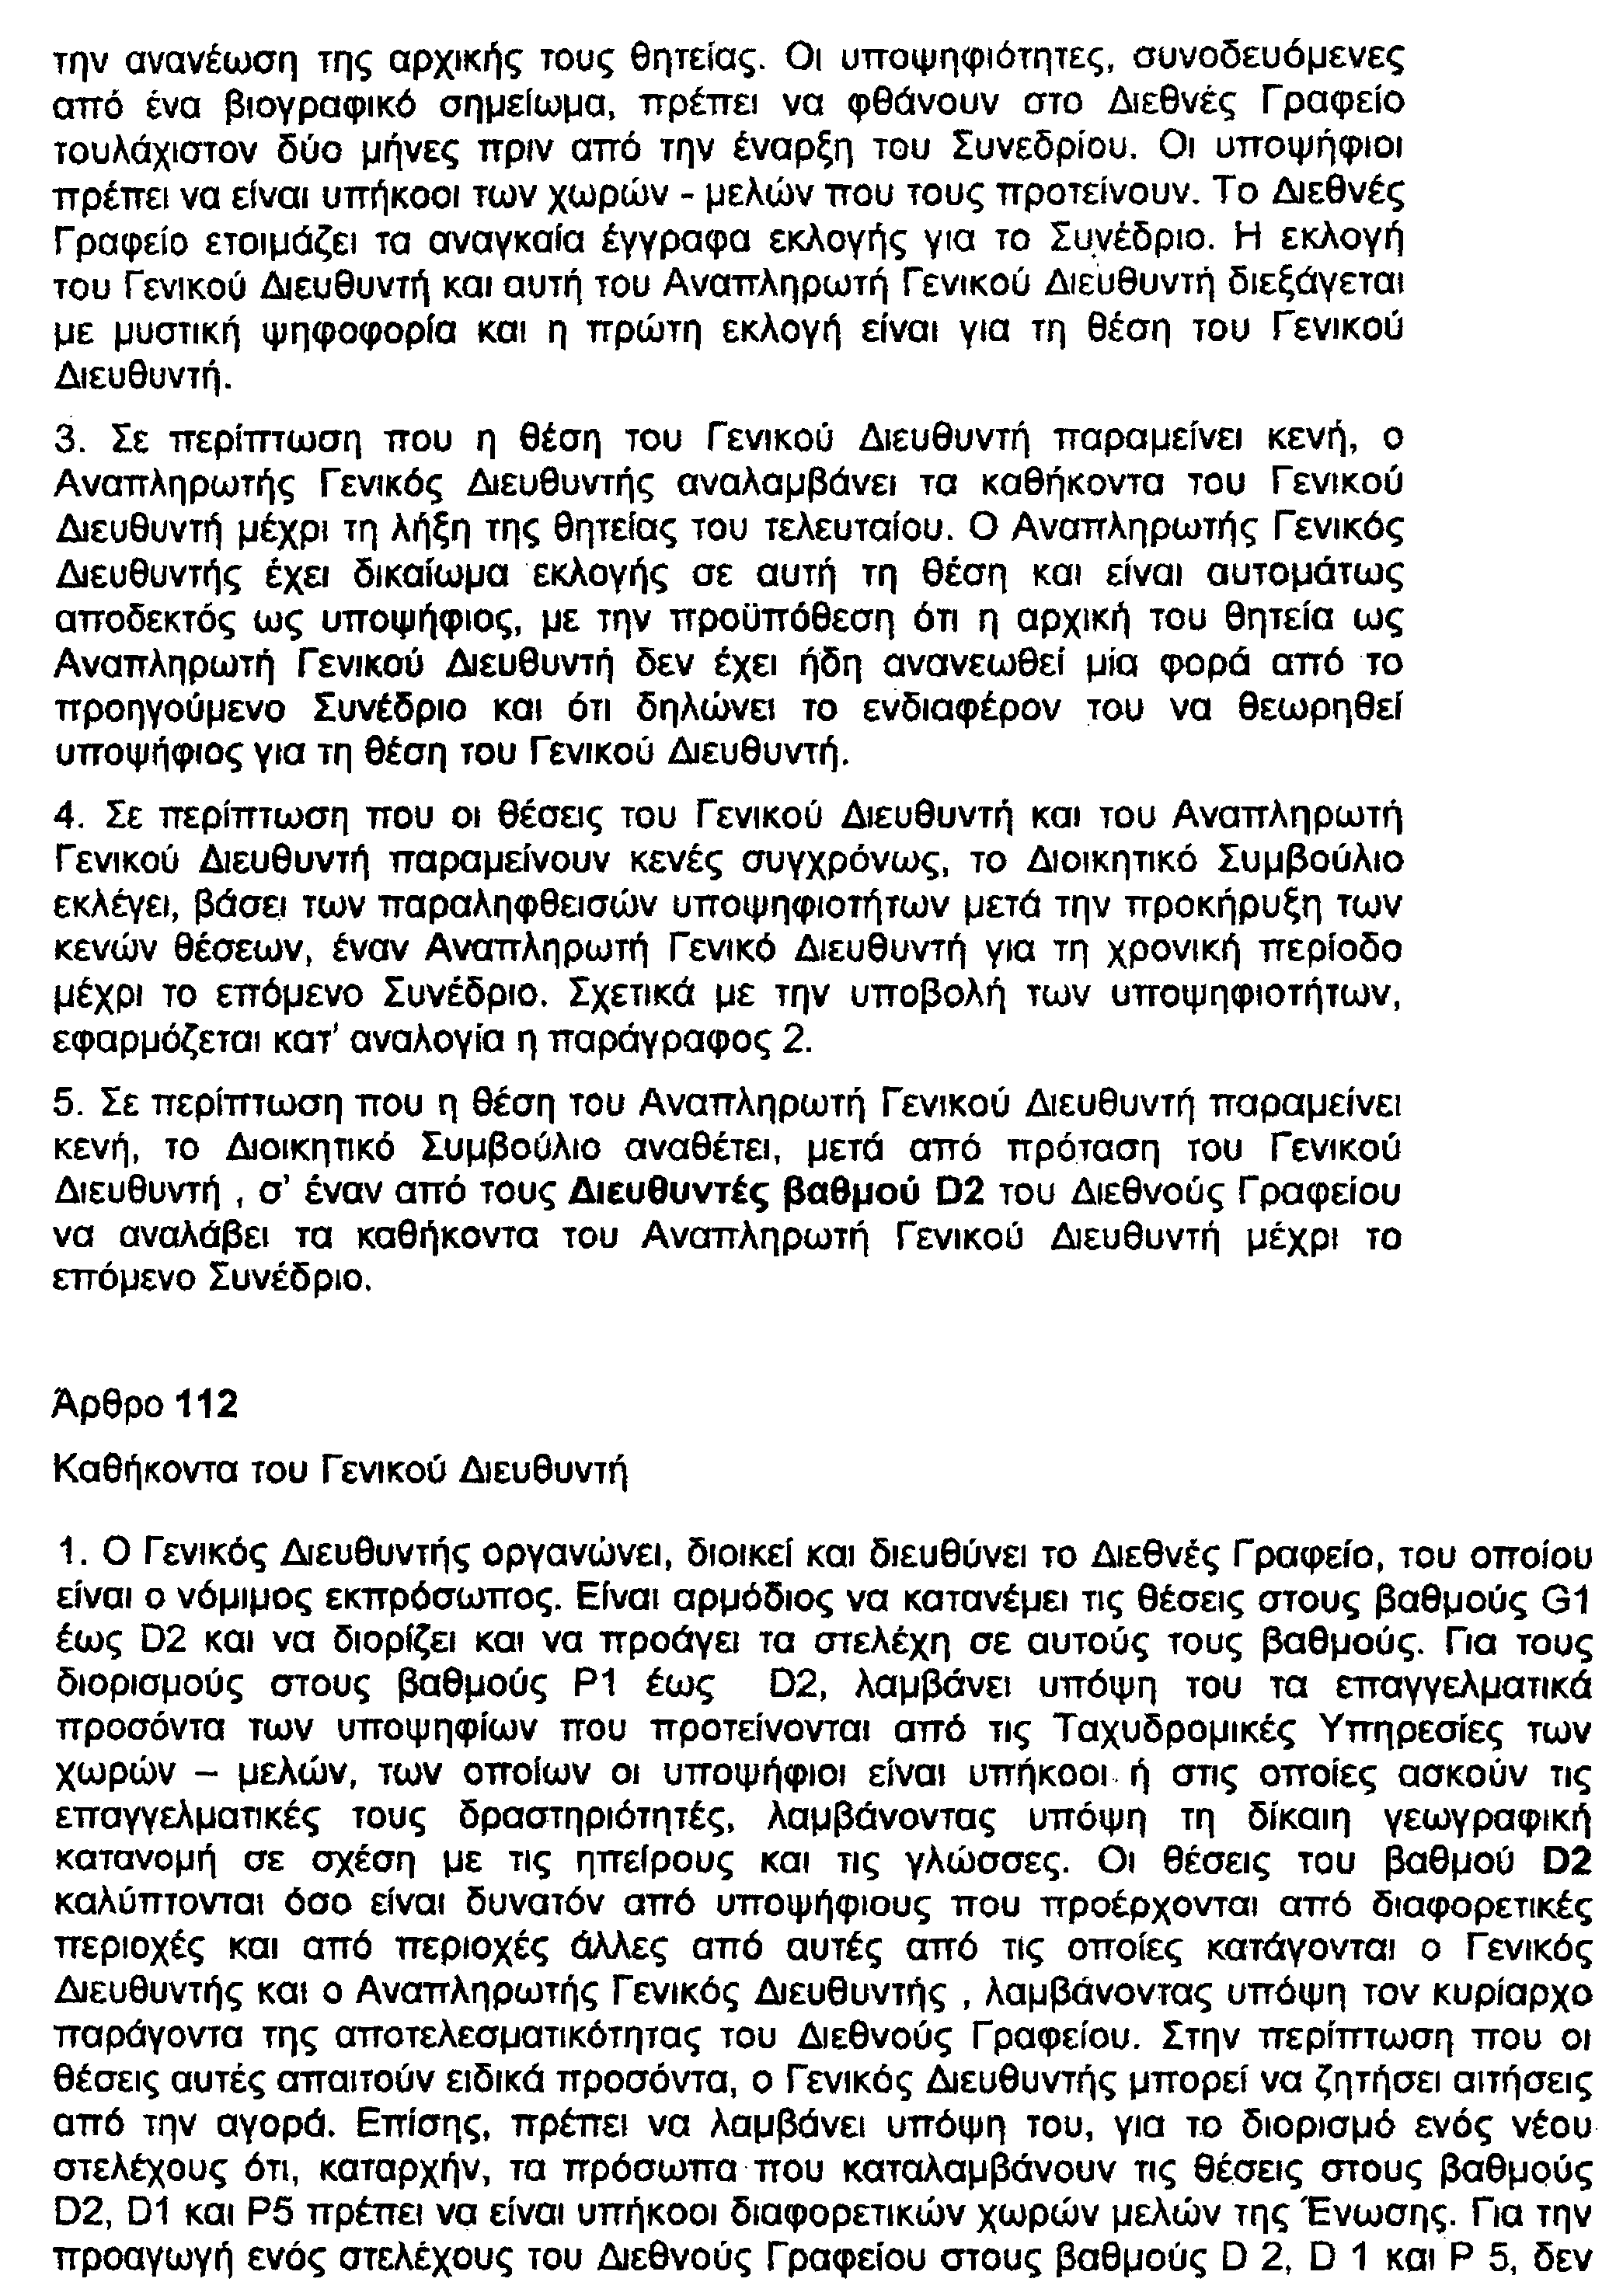 την ανανέωση της αρχικής τους θητείας. Οι υποψηφιότητες, συνοδευόμενες
από ένα βιογραφικό σημείωμα, πρέπει να φθάνουν στο Διεθνές Γραφείο
τουλάχιστον δύο μήνες πριν από την έναρξη του Συνεδρίου. Οι υποψήφιοι
πρέπει να είναι υπήκοοι των χωρών - μελών που τους προτείνουν. Το Διεθνές
Γραφείο ετοιμάζει τα αναγκαία έγγραφα εκλογής για το Συνέδριο. Η εκλογή
του Γενικού Διευθυντή και αυτή του Αναπληρωτή Γενικού Διευθυντή διεξάγεται
με μυστική ψηφοφορία και η πρώτη εκλογή είναι για τη θέση του Γενικού
Διευθυντή.
3. Σε περίπτωση που η θέση του Γενικού Διευθυντή παραμείνει κενή, ο
Αναπληρωτής Γενικός Διευθυντής αναλαμβάνει τα καθήκοντα του Γενικού
Διευθυντή μέχρι τη λήξη της θητείας του τελευταίου. Ο Αναπληρωτής Γενικός
Διευθυντής έχει δικαίωμα εκλογής σε αυτή τη θέση και είναι αυτομάτως
αποδεκτός ως υποψήφιος, με την προϋπόθεση ότι η αρχική του θητεία ως
Αναπληρωτή Γενικού Διευθυντή δεν έχει ήδη ανανεωθεί μία φορά από το
προηγούμενο Συνέδριο και ότι δηλώνει το ενδιαφέρον του να θεωρηθεί
υποψήφιος για τη θέση του Γενικού Διευθυντή.
4. Σε περίπτωση που οι θέσεις του Γενικού Διευθυντή και του Αναπληρωτή
Γενικού Διευθυντή παραμείνουν κενές συγχρόνως, το Διοικητικό Συμβούλιο
εκλέγει, βάσει των παραληφθεισών υποψηφιοτήτων μετά την προκήρυξη των
κενών θέσεων, έναν Αναπληρωτή Γενικό Διευθυντή για τη χρονική περίοδο
μέχρι το επόμενο Συνέδριο. Σχετικά με την υποβολή των υποψηφιοτήτων,
εφαρμόζεται κατ' αναλογία η παράγραφος 2.
5. Σε περίπτωση που η θέση του Αναπληρωτή Γενικού Διευθυντή παραμείνει
κενή, το Διοικητικό Συμβούλιο αναθέτει, μετά από πρόταση του Γενικού
Διευθυντή , σ' έναν από τους Διευθυντές βαθμού D2 του Διεθνούς Γραφείου
να αναλάβει τα καθήκοντα του Αναπληρωτή Γενικού Διευθυντή μέχρι το
επόμενο Συνέδριο.
Άρθρο 112
Καθήκοντα του Γενικού Διευθυντή
1. Ο Γενικός Διευθυντής οργανώνει, διοικεί και διευθύνει το Διεθνές Γραφείο, του οποίου
είναι ο νόμιμος εκπρόσωπος. Είναι αρμόδιος να κατανέμει τις θέσεις στους βαθμούς G1
έως D2 και να διορίζει και να προάγει τα στελέχη σε αυτούς τους βαθμούς. Για τους
διορισμούς στους βαθμούς P1 έως D2, λαμβάνει υπόψη του τα επαγγελματικά
προσόντα των υποψηφίων που προτείνονται από τις Ταχυδρομικές Υπηρεσίες των
χωρών – μελών, των οποίων οι υποψήφιοι είναι υπήκοοι ή στις οποίες ασκούν τις
επαγγελματικές τους δραστηριότητές, λαμβάνοντας υπόψη τη δίκαιη γεωγραφική
κατανομή σε σχέση με τις ηπείρους και τις γλώσσες. Οι θέσεις του βαθμού D2
καλύπτονται όσο είναι δυνατόν από υποψήφιους που προέρχονται από διαφορετικές
περιοχές και από περιοχές άλλες από αυτές από τις οποίες κατάγονται ο Γενικός
Διευθυντής και ο Αναπληρωτής Γενικός Διευθυντής , λαμβάνοντας υπόψη τον κυρίαρχο
παράγοντα της αποτελεσματικότητας του Διεθνούς Γραφείου. Στην περίπτωση που οι
θέσεις αυτές απαιτούν ειδικά προσόντα, ο Γενικός Διευθυντής μπορεί να ζητήσει αιτήσεις
από την αγορά. Επίσης, πρέπει να λαμβάνει υπόψη του, για το διορισμό ενός νέου
στελέχους ότι, καταρχήν, τα πρόσωπα που καταλαμβάνουν τις θέσεις στους βαθμούς
D2, D1 και P5 πρέπει να είναι υπήκοοι διαφορετικών χωρών μελών της Ένωσης. Για την
προαγωγή ενός στελέχους του Διεθνούς Γραφείου στους βαθμούς D 2, D 1 και P 5, δεν